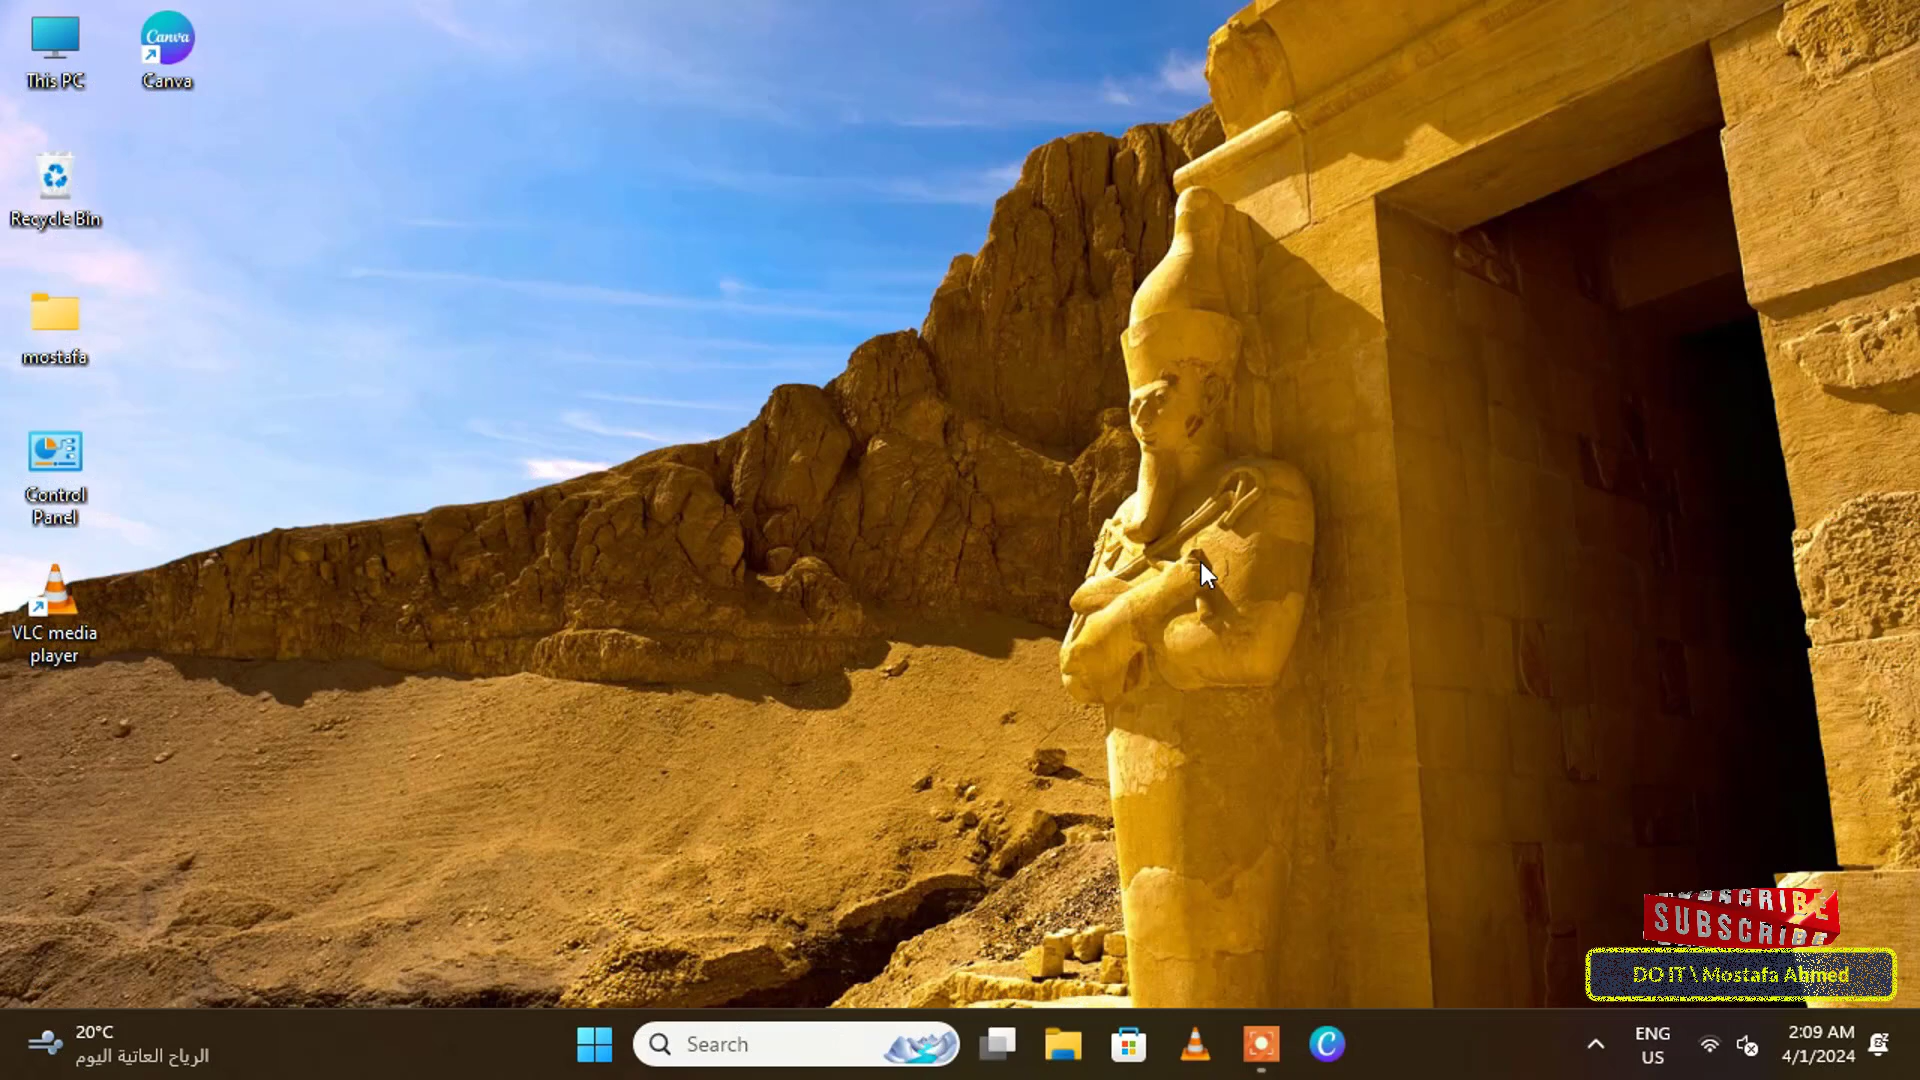 This PC
Canva
Canva
Recycle Bin
mostafa
Control
Panel
VLC media
player
SUBSCRIBE
SUBSCRIBE
DO IT \ Mostafa Ahmed
20°C
الرياح العاتية اليوم
Search
ENG
US
2:09 AM
4/1/2024